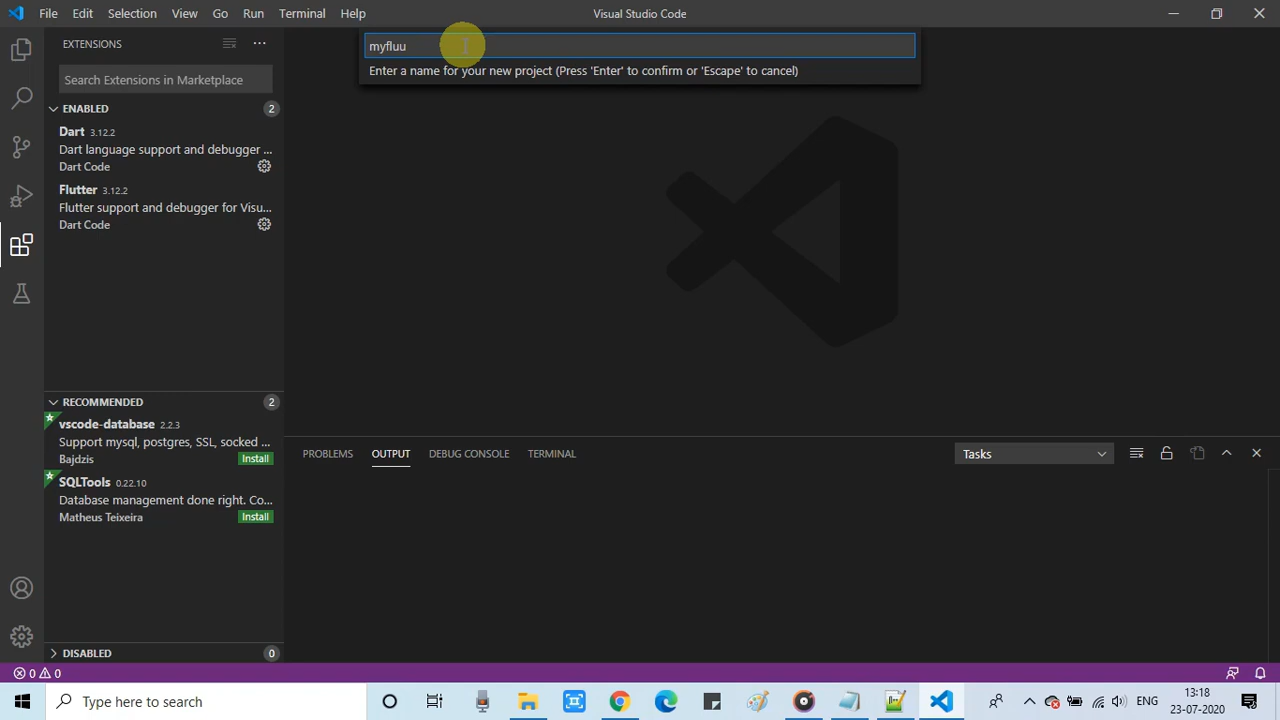 File Edit Selection View Go Run Terminal Help
Visual Studio Code
EXTENSIONS
myfluu
Enter a name for your new project (Press 'Enter' to confirm or 'Escape' to cancel)
Search Extensions in Marketplace
ENABLED 2
Dart 3.12.2
Dart language support and debugger ...
Dart Code
Flutter 3.12.2
Flutter support and debugger for Visu...
Dart Code
RECOMMENDED 2
vscode-database 2.2.3
Support mysql, postgres, SSL, socked ...
Bajdzis Install
SQLTools 0.22.10
Database management done right. Co...
Matheus Teixeira Install
DISABLED 0
PROBLEMS OUTPUT DEBUG CONSOLE TERMINAL
Tasks
0 0
Type here to search
ENG
13:18
23-07-2020